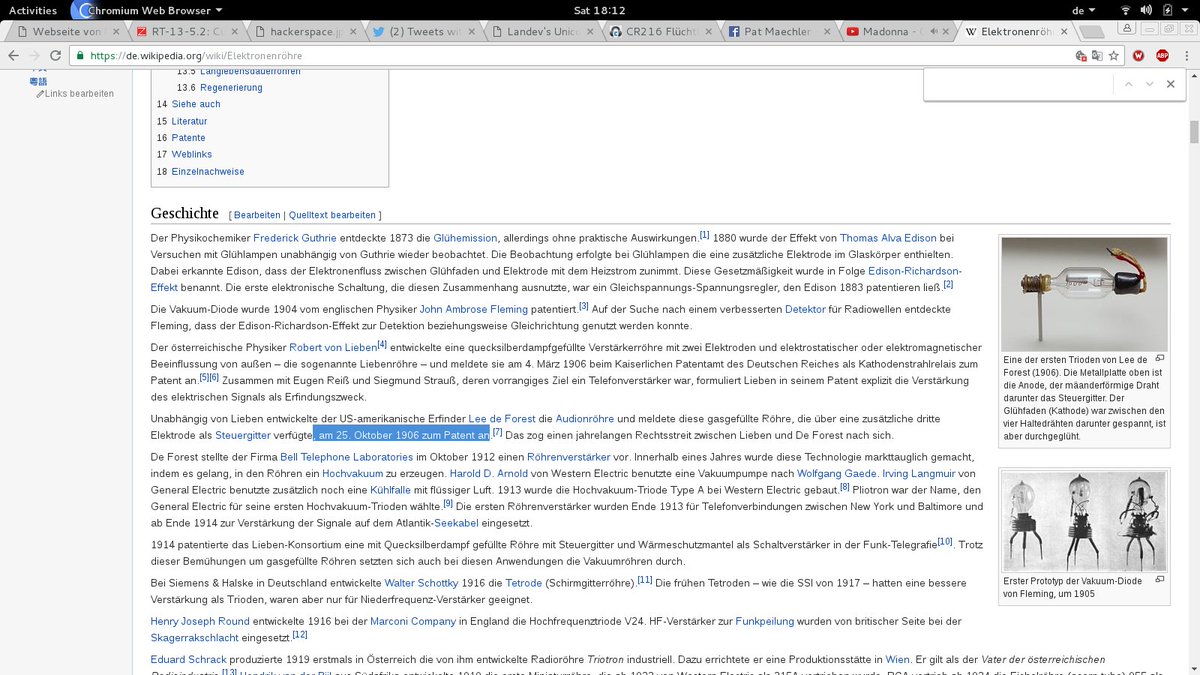 Activities Chromium Web Browser Sat 18:12 de
Webseite von RT-13-5.2: hackerspace.jp (2) Tweets wit Landev's Unic CR216 Flücht Pat Maechler Madonna - Elektronenröh
https://de.wikipedia.org/wiki/Elektronenröhre
ABP
粵語
Links bearbeiten
13.5 Langlebensdauerröhren
13.6 Regenerierung
14 Siehe auch
15 Literatur
16 Patente
17 Weblinks
18 Einzelnachweise
Geschichte [ Bearbeiten | Quelltext bearbeiten ]
Der Physikochemiker Frederick Guthrie entdeckte 1873 die Glühemission, allerdings ohne praktische Auswirkungen.[1] 1880 wurde der Effekt von Thomas Alva Edison bei
Versuchen mit Glühlampen unabhängig von Guthrie wieder beobachtet. Die Beobachtung erfolgte bei Glühlampen die eine zusätzliche Elektrode im Glaskörper enthielten.
Dabei erkannte Edison, dass der Elektronenfluss zwischen Glühfaden und Elektrode mit dem Heizstrom zunimmt. Diese Gesetzmäßigkeit wurde in Folge Edison-Richardson-
Effekt benannt. Die erste elektronische Schaltung, die diesen Zusammenhang ausnutzte, war ein Gleichspannungs-Spannungsregler, den Edison 1883 patentieren ließ.[2]
Die Vakuum-Diode wurde 1904 vom englischen Physiker John Ambrose Fleming patentiert.[3] Auf der Suche nach einem verbesserten Detektor für Radiowellen entdeckte
Fleming, dass der Edison-Richardson-Effekt zur Detektion beziehungsweise Gleichrichtung genutzt werden konnte.
Der österreichische Physiker Robert von Lieben[4] entwickelte eine quecksilberdampfgefüllte Verstärkerröhre mit zwei Elektroden und elektrostatischer oder elektromagnetischer
Beeinflussung von außen – die sogenannte Liebenröhre – und meldete sie am 4. März 1906 beim Kaiserlichen Patentamt des Deutschen Reiches als Kathodenstrahlrelais zum
Patent an.[5][6] Zusammen mit Eugen Reiß und Siegmund Strauß, deren vorrangiges Ziel ein Telefonverstärker war, formuliert Lieben in seinem Patent explizit die Verstärkung
des elektrischen Signals als Erfindungszweck.
Unabhängig von Lieben entwickelte der US-amerikanische Erfinder Lee de Forest die Audionröhre und meldete diese gasgefüllte Röhre, die über eine zusätzliche dritte
Elektrode als Steuergitter verfügte, am 25. Oktober 1906 zum Patent an.[7] Das zog einen jahrelangen Rechtsstreit zwischen Lieben und De Forest nach sich.
De Forest stellte der Firma Bell Telephone Laboratories im Oktober 1912 einen Röhrenverstärker vor. Innerhalb eines Jahres wurde diese Technologie markttauglich gemacht,
indem es gelang, in den Röhren ein Hochvakuum zu erzeugen. Harold D. Arnold von Western Electric benutzte eine Vakuumpumpe nach Wolfgang Gaede. Irving Langmuir von
General Electric benutzte zusätzlich noch eine Kühlfalle mit flüssiger Luft. 1913 wurde die Hochvakuum-Triode Type A bei Western Electric gebaut.[8] Pliotron war der Name, den
General Electric für seine ersten Hochvakuum-Trioden wählte.[9] Die ersten Röhrenverstärker wurden Ende 1913 für Telefonverbindungen zwischen New York und Baltimore und
ab Ende 1914 zur Verstärkung der Signale auf dem Atlantik-Seekabel eingesetzt.
1914 patentierte das Lieben-Konsortium eine mit Quecksilberdampf gefüllte Röhre mit Steuergitter und Wärmeschutzmantel als Schaltverstärker in der Funk-Telegrafie[10]. Trotz
dieser Bemühungen um gasgefüllte Röhren setzten sich auch bei diesen Anwendungen die Vakuumröhren durch.
Bei Siemens & Halske in Deutschland entwickelte Walter Schottky 1916 die Tetrode (Schirmgitterröhre).[11] Die frühen Tetroden – wie die SSI von 1917 – hatten eine bessere
Verstärkung als Trioden, waren aber nur für Niederfrequenz-Verstärker geeignet.
Henry Joseph Round entwickelte 1916 bei der Marconi Company in England die Hochfrequenztriode V24. HF-Verstärker zur Funkpeilung wurden von britischer Seite bei der
Skagerrakschlacht eingesetzt.[12]
Eduard Schrack produzierte 1919 erstmals in Österreich die von ihm entwickelte Radioröhre Triotron industriell. Dazu errichtete er eine Produktionsstätte in Wien. Er gilt als der Vater der österreichischen
Eine der ersten Trioden von Lee de
Forest (1906). Die Metallplatte oben ist
die Anode, der mäanderförmige Draht
darunter das Steuergitter. Der
Glühfaden (Kathode) war zwischen den
vier Haltedrähten darunter gespannt, ist
aber durchgeglüht.
Erster Prototyp der Vakuum-Diode
von Fleming, um 1905